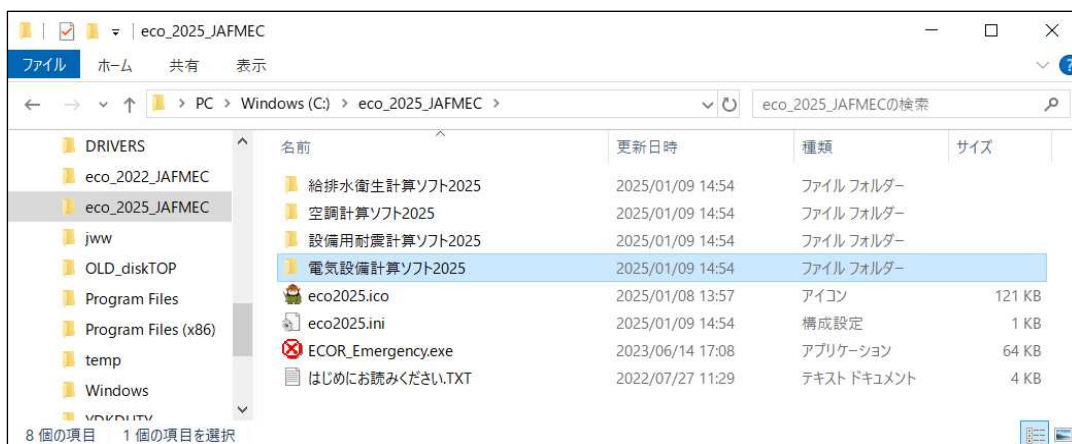 eco_2025_JAFMEC
ファイル ホーム 共有 表示
PC > Windows (C:) > eco_2025_JAFMEC > eco_2025_JAFMECの検索
名前 更新日時 種類 サイズ
DRIVERS
eco_2022_JAFMEC
eco_2025_JAFMEC
jww
OLD_diskTOP
Program Files
Program Files (x86)
temp
Windows
給排水衛生計算ソフト2025 2025/01/09 14:54 ファイル フォルダー
空調計算ソフト2025 2025/01/09 14:54 ファイル フォルダー
設備用耐震計算ソフト2025 2025/01/09 14:54 ファイル フォルダー
電気設備計算ソフト2025 2025/01/09 14:54 ファイル フォルダー
eco2025.ico 2025/01/08 13:57 アイコン 121 KB
eco2025.ini 2025/01/09 14:54 構成設定 1 KB
ECOR_Emergency.exe 2023/06/14 17:08 アプリケーション 64 KB
はじめにお読みください.TXT 2022/07/27 11:29 テキスト ドキュメント 4 KB
8 個の項目 1 個の項目を選択